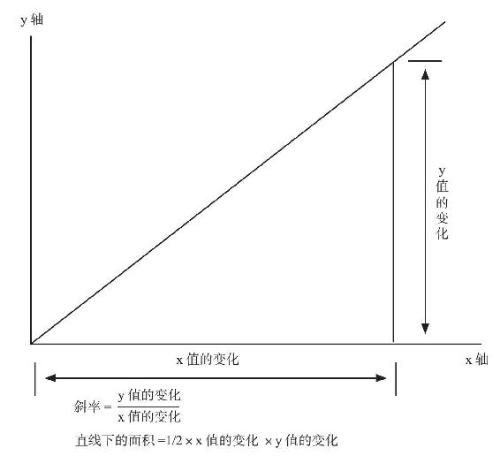 y 轴
y值的变化
x 值的变化
x 轴
斜率 = y 值的变化 / x 值的变化
直线下的面积 =1/2 × x 值的变化 × y 值的变化